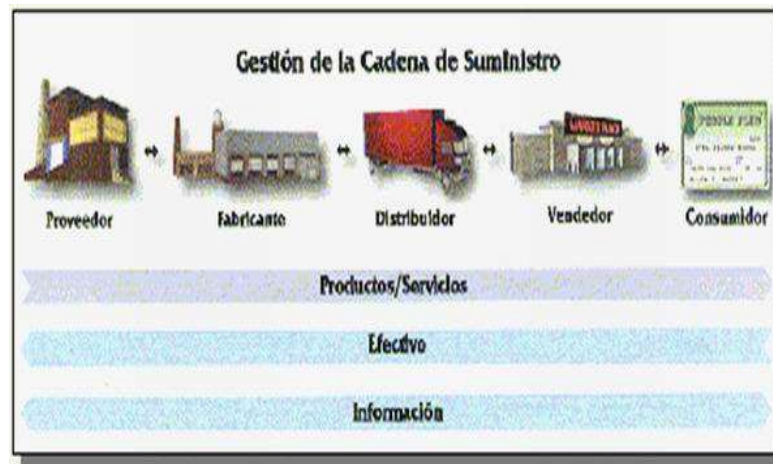 Gestión de la Cadena de Suministro
Proveedor
Fabricante
Distribuidor
Vendedor
Consumidor
Productos/Servicios
Efectivo
Información